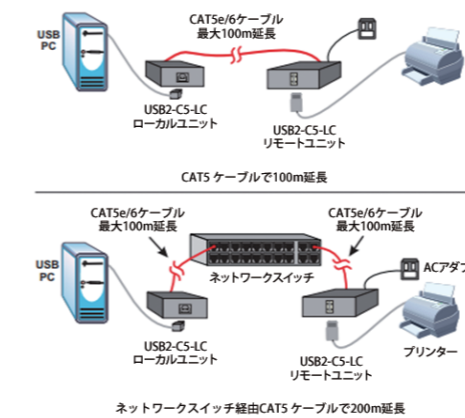 CAT5e/6ケーブル
最大100m延長
USB
PC
USB2-C5-LC
ローカルユニット
USB2-C5-LC
リモートユニット
CAT5 ケーブルで100m延長
CAT5e/6ケーブル
最大100m延長
CAT5e/6ケーブル
最大100m延長
USB
PC
ネットワークスイッチ
ACアダプ
USB2-C5-LC
ローカルユニット
USB2-C5-LC
リモートユニット
プリンター
ネットワークスイッチ経由CAT5 ケーブルで200m延長